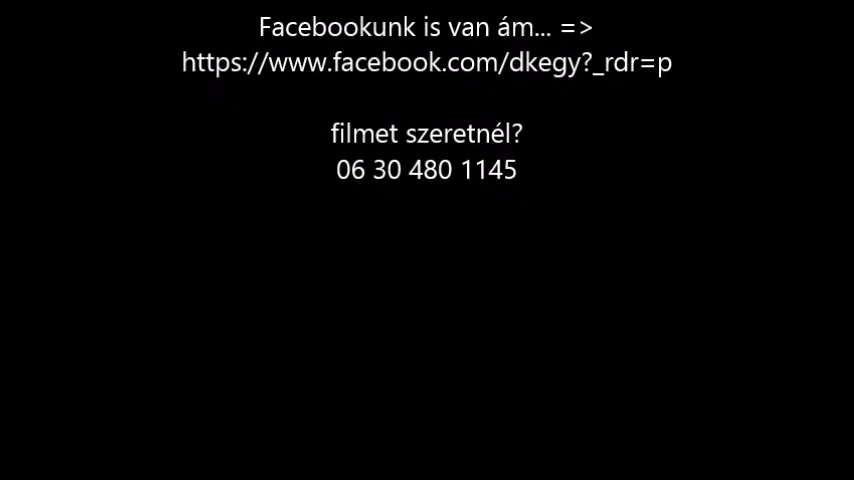 Facebookunk is van ám... =>
https://www.facebook.com/dkegy?_rdr=p
filmet szeretnél?
06 30 480 1145